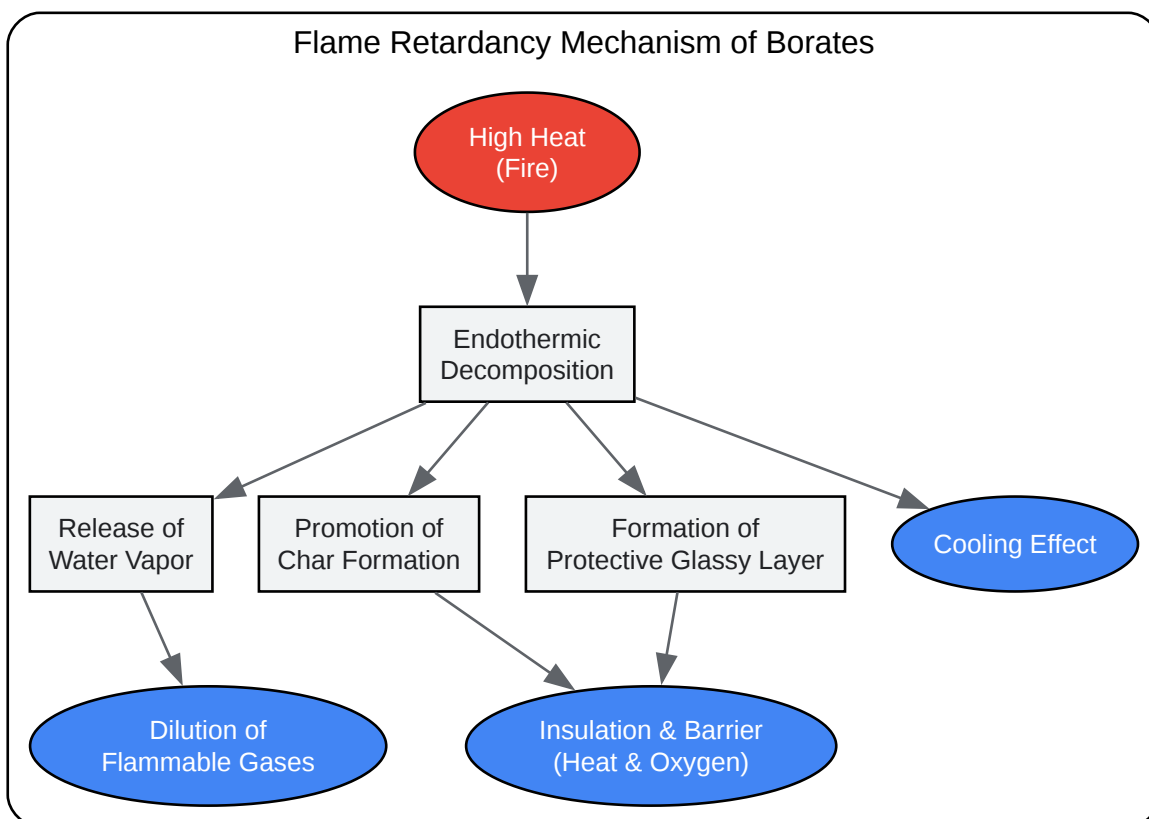 Flame Retardancy Mechanism of Borates
High Heat
(Fire)
Endothermic
Decomposition
Release of
Water Vapor
Promotion of
Char Formation
Formation of
Protective Glassy Layer
Cooling Effect
Dilution of
Flammable Gases
Insulation & Barrier
(Heat & Oxygen)